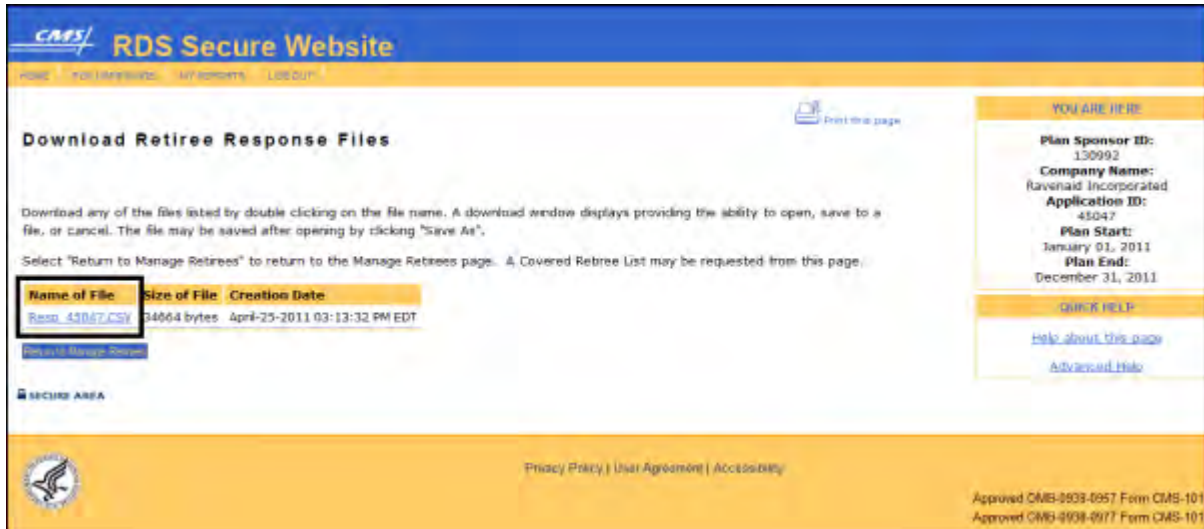 CMS/ RDS Secure Website
HOME MY REPORTS LOG OUT
Print this page
Download Retiree Response Files
Download any of the files listed by double clicking on the file name. A download window displays providing the ability to open, save to a
file, or cancel. The file may be saved after opening by clicking "Save As".
Select "Return to Manage Retirees" to return to the Manage Retirees page. A Covered Retiree List may be requested from this page.
Name of File Size of File Creation Date
Resp_45047.CSV 34664 bytes April-25-2011 03:13:32 PM EDT
Return to Manage Retirees
SECURE AREA
YOU ARE HERE
Plan Sponsor ID:
130992
Company Name:
Ravenaid Incorporated
Application ID:
45047
Plan Start:
January 01, 2011
Plan End:
December 31, 2011
QUICK HELP
Help about this page
Advanced Help
Privacy Policy | User Agreement | Accessibility
Approved OMB-0938-0957 Form CMS-101
Approved OMB-0938-0977 Form CMS-101